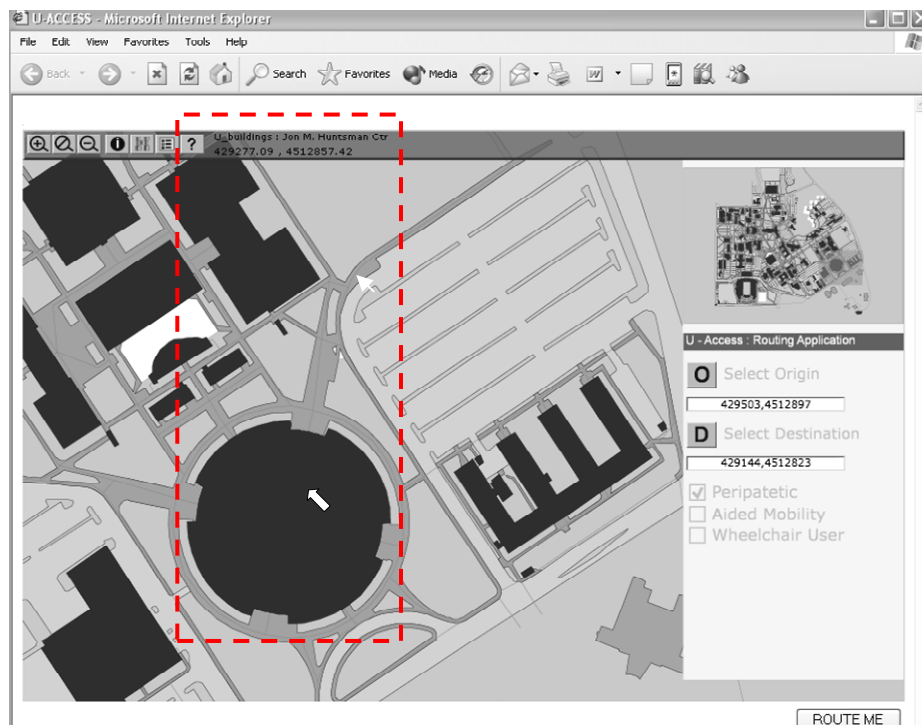 U-ACCESS - Microsoft Internet Explorer
File Edit View Favorites Tools Help
Back Search Favorites Media
U_buildings : Jon M. Huntsman Ctr
429277.09 , 4512857.42
?
U - Access : Routing Application
O Select Origin
429503,4512897
D Select Destination
429144,4512823
Peripatetic
Aided Mobility
Wheelchair User
ROUTE ME